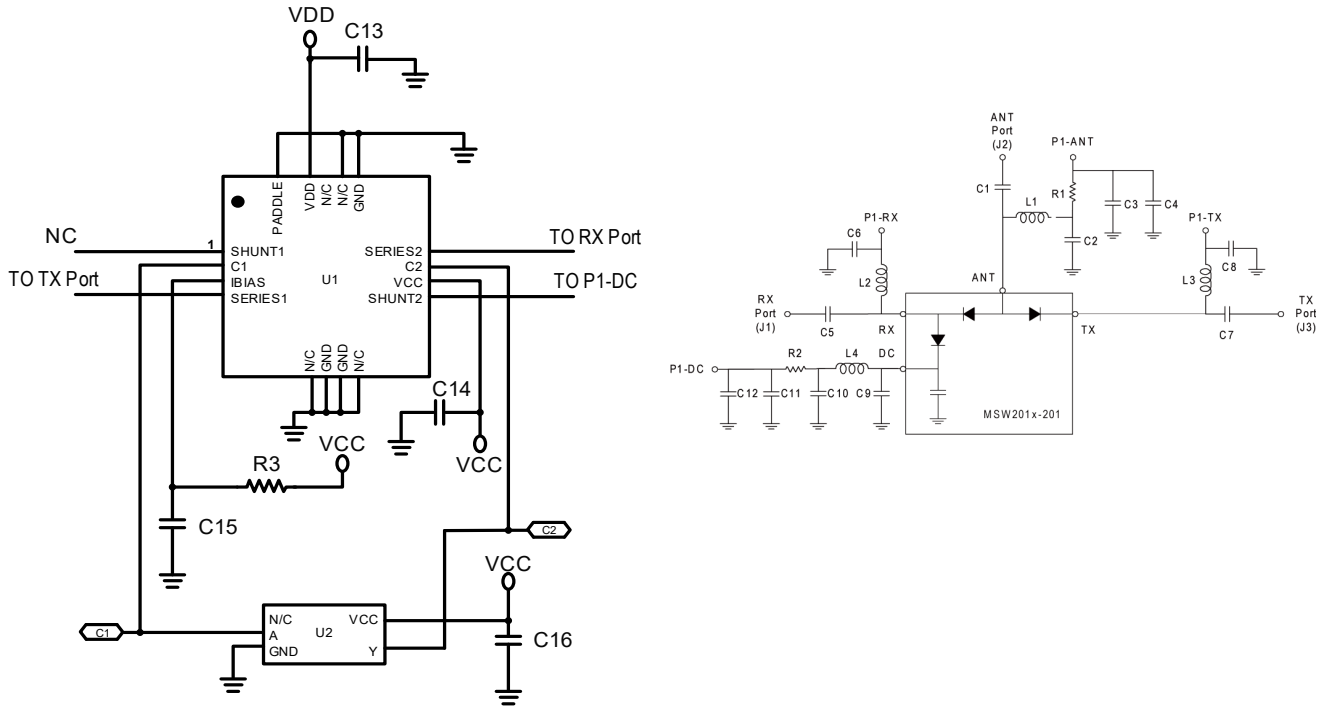 VDD
C13
PADDLE
VDD
N/C
N/C
GND
NC
1
SHUNT1
C1
IBIAS
SERIES1
TO TX Port
U1
SERIES2
C2
VCC
SHUNT2
TO RX Port
TO P1-DC
N/C
GND
GND
N/C
C14
VCC
VCC
R3
C15
C2
VCC
C1
N/C
A
GND
U2
VCC
Y
C16
ANT
Port
(J2)
P1-ANT
C1
R1
L1
C3
C4
C2
P1-RX
C6
L2
P1-TX
C8
L3
ANT
RX
Port
(J1)
C5
RX
TX
C7
TX
Port
(J3)
P1-DC
R2
L4
DC
C12
C11
C10
C9
MSW201x-201